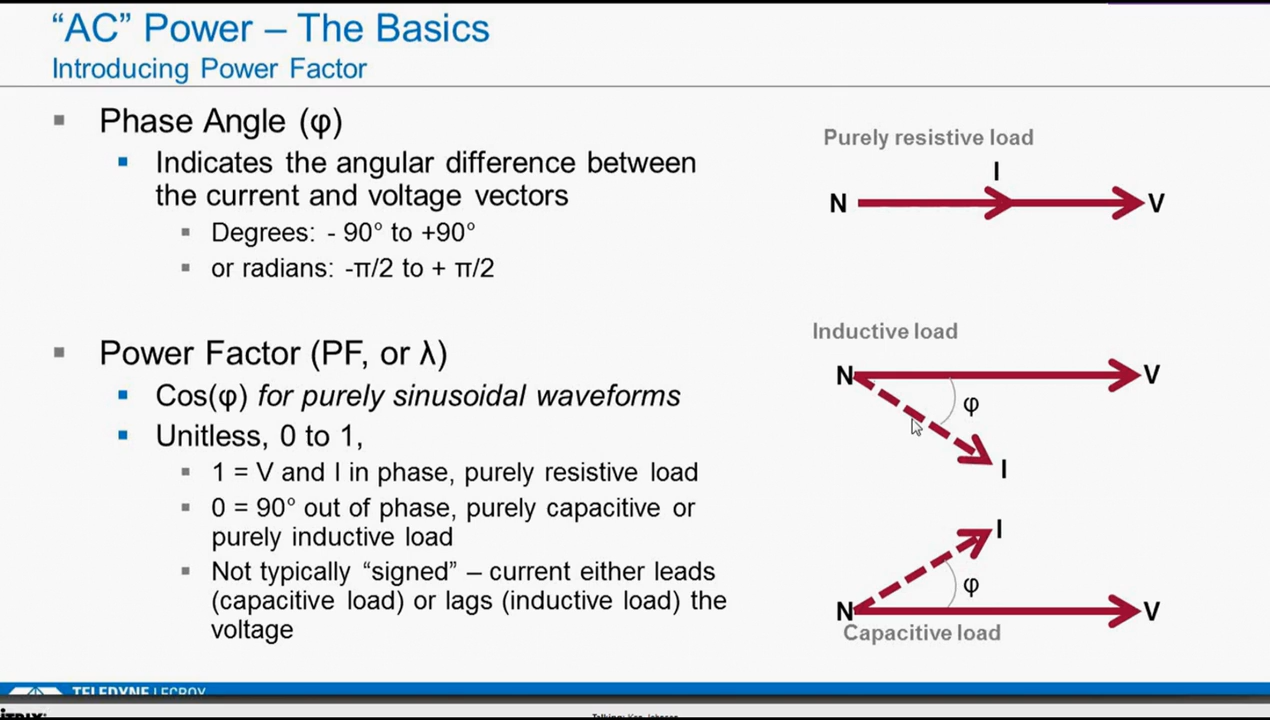 “AC” Power – The Basics
Introducing Power Factor
Phase Angle (φ)
Indicates the angular difference between
the current and voltage vectors
Degrees: - 90° to +90°
or radians: -π/2 to + π/2
Power Factor (PF, or λ)
Cos(φ) for purely sinusoidal waveforms
Unitless, 0 to 1,
1 = V and I in phase, purely resistive load
0 = 90° out of phase, purely capacitive or
purely inductive load
Not typically “signed” – current either leads
(capacitive load) or lags (inductive load) the
voltage
Purely resistive load
I
N V
Inductive load
N V
φ
I
I
φ
N V
Capacitive load
TELEDYNE LECROY